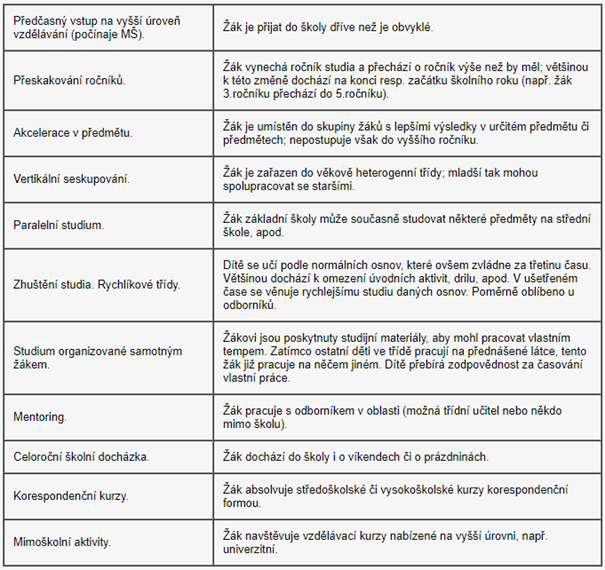 Předčasný vstup na vyšší úroveň
vzdělávání (počínaje MŠ).
Žák je přijat do školy dříve než je obvyklé.
Přeskakování ročníků.
Žák vynechá ročník studia a přechází o ročník výše než by měl; většinou
k této změně dochází na konci resp. začátku školního roku (např. žák
3.ročníku přechází do 5.ročníku).
Akcelerace v předmětu.
Žák je umístěn do skupiny žáků s lepšími výsledky v určitém předmětu či
předmětech; nepostupuje však do vyššího ročníku.
Vertikální seskupování.
Žák je zařazen do věkově heterogenní třídy; mladší tak mohou
spolupracovat se staršími.
Paralelní studium.
Žák základní školy může současně studovat některé předměty na střední
škole, apod.
Zhuštění studia. Rychlíkové třídy.
Dítě se učí podle normálních osnov, které ovšem zvládne za třetinu času.
Většinou dochází k omezení úvodních aktivit, drilu, apod. V ušetřeném
čase se věnuje rychlejšímu studiu daných osnov. Poměrně oblíbeno u
odborníků.
Studium organizované samotným
žákem.
Žákovi jsou poskytnuty studijní materiály, aby mohl pracovat vlastním
tempem. Zatímco ostatní děti ve třídě pracují na přednášené látce, tento
žák již pracuje na něčem jiném. Dítě přebírá zodpovědnost za časování
vlastní práce.
Mentoring.
Žák pracuje s odborníkem v oblasti (možná třídní učitel nebo někdo
mimo školu).
Celoroční školní docházka.
Žák dochází do školy i o víkendech či o prázdninách.
Korespondenční kurzy.
Žák absolvuje středoškolské či vysokoškolské kurzy korespondenční
formou.
Mimoškolní aktivity.
Žák navštěvuje vzdělávací kurzy nabízené na vyšší úrovni, např.
univerzitní.